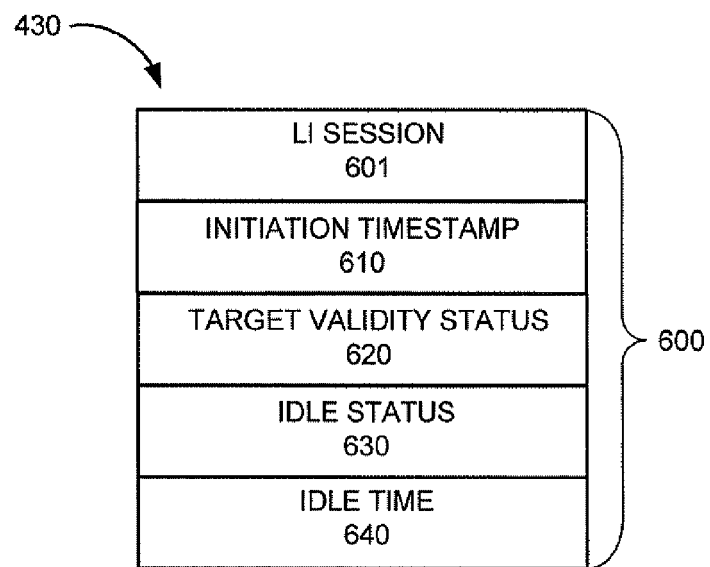 430
LI SESSION
601
INITIATION TIMESTAMP
610
TARGET VALIDITY STATUS
620
600
IDLE STATUS
630
IDLE TIME
640